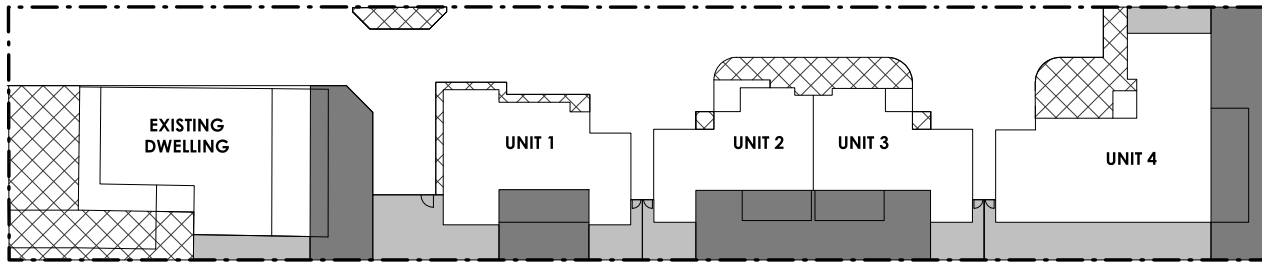 EXISTING
DWELLING
UNIT 1
UNIT 2
UNIT 3
UNIT 4